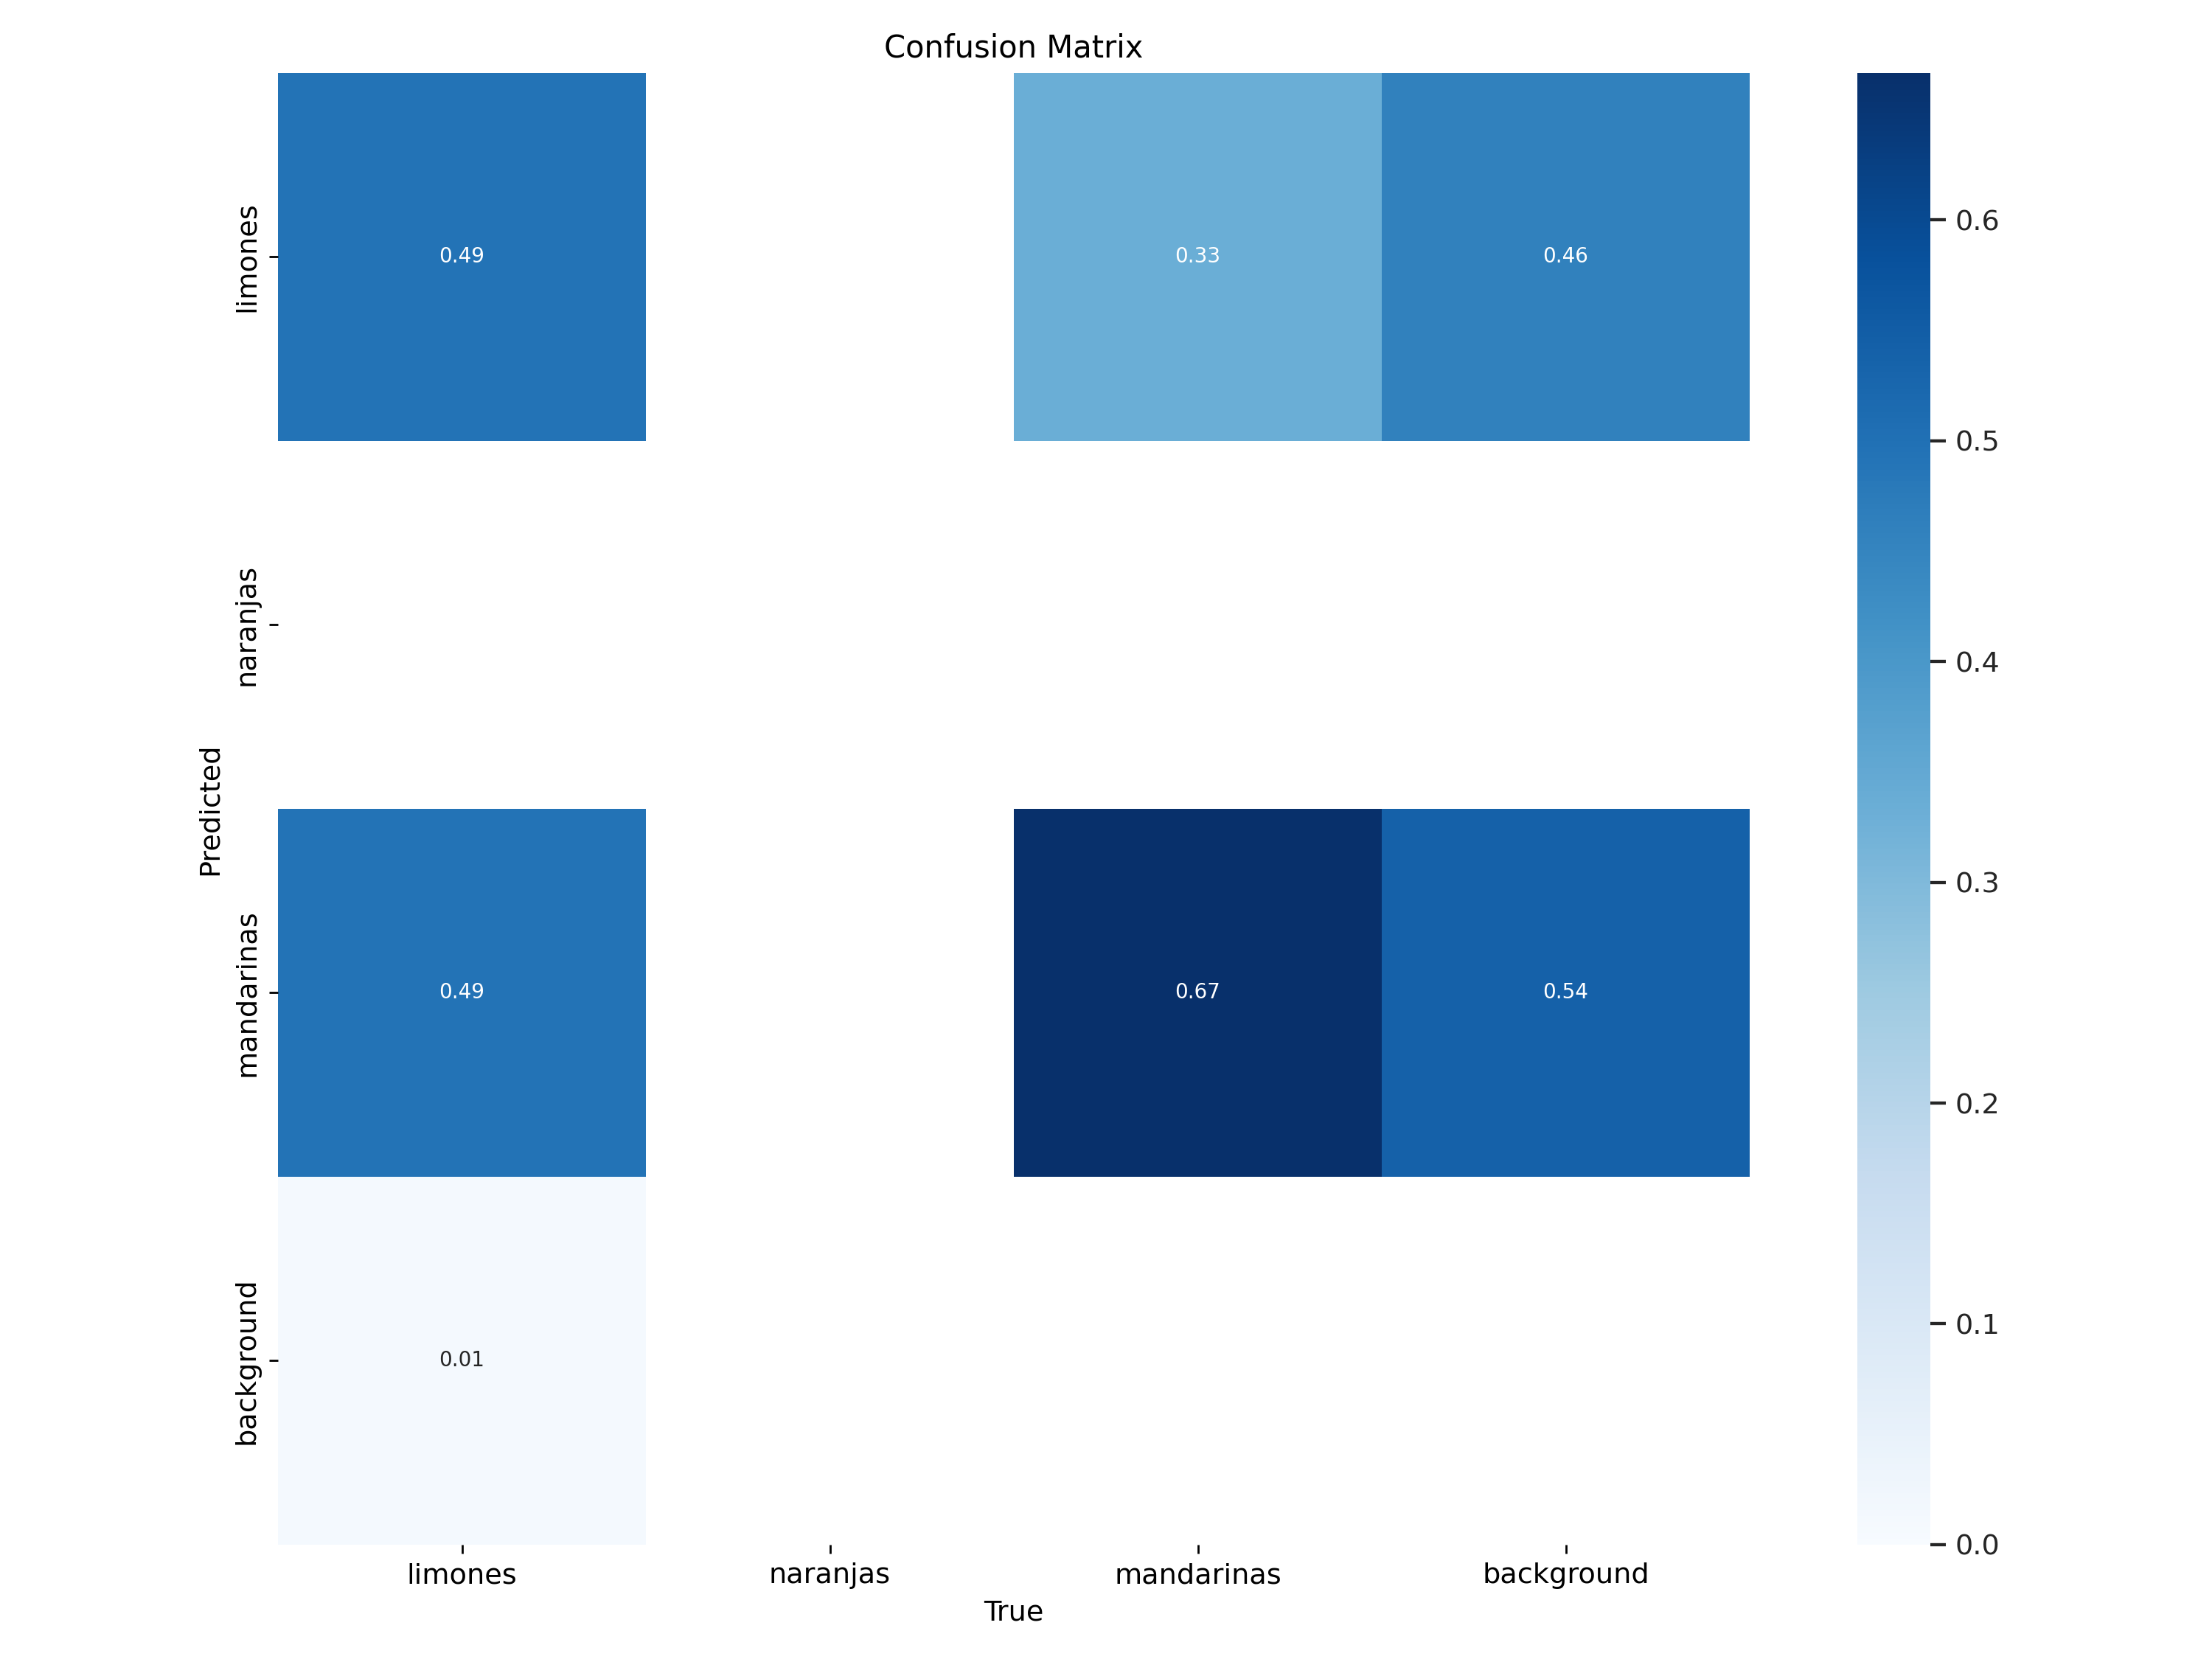 Confusion Matrix
limones
0.49
0.33
0.46
naranjas
mandarinas
0.49
0.67
0.54
background
0.01
Predicted
limones
naranjas
mandarinas
background
True
0.6
0.5
0.4
0.3
0.2
0.1
0.0